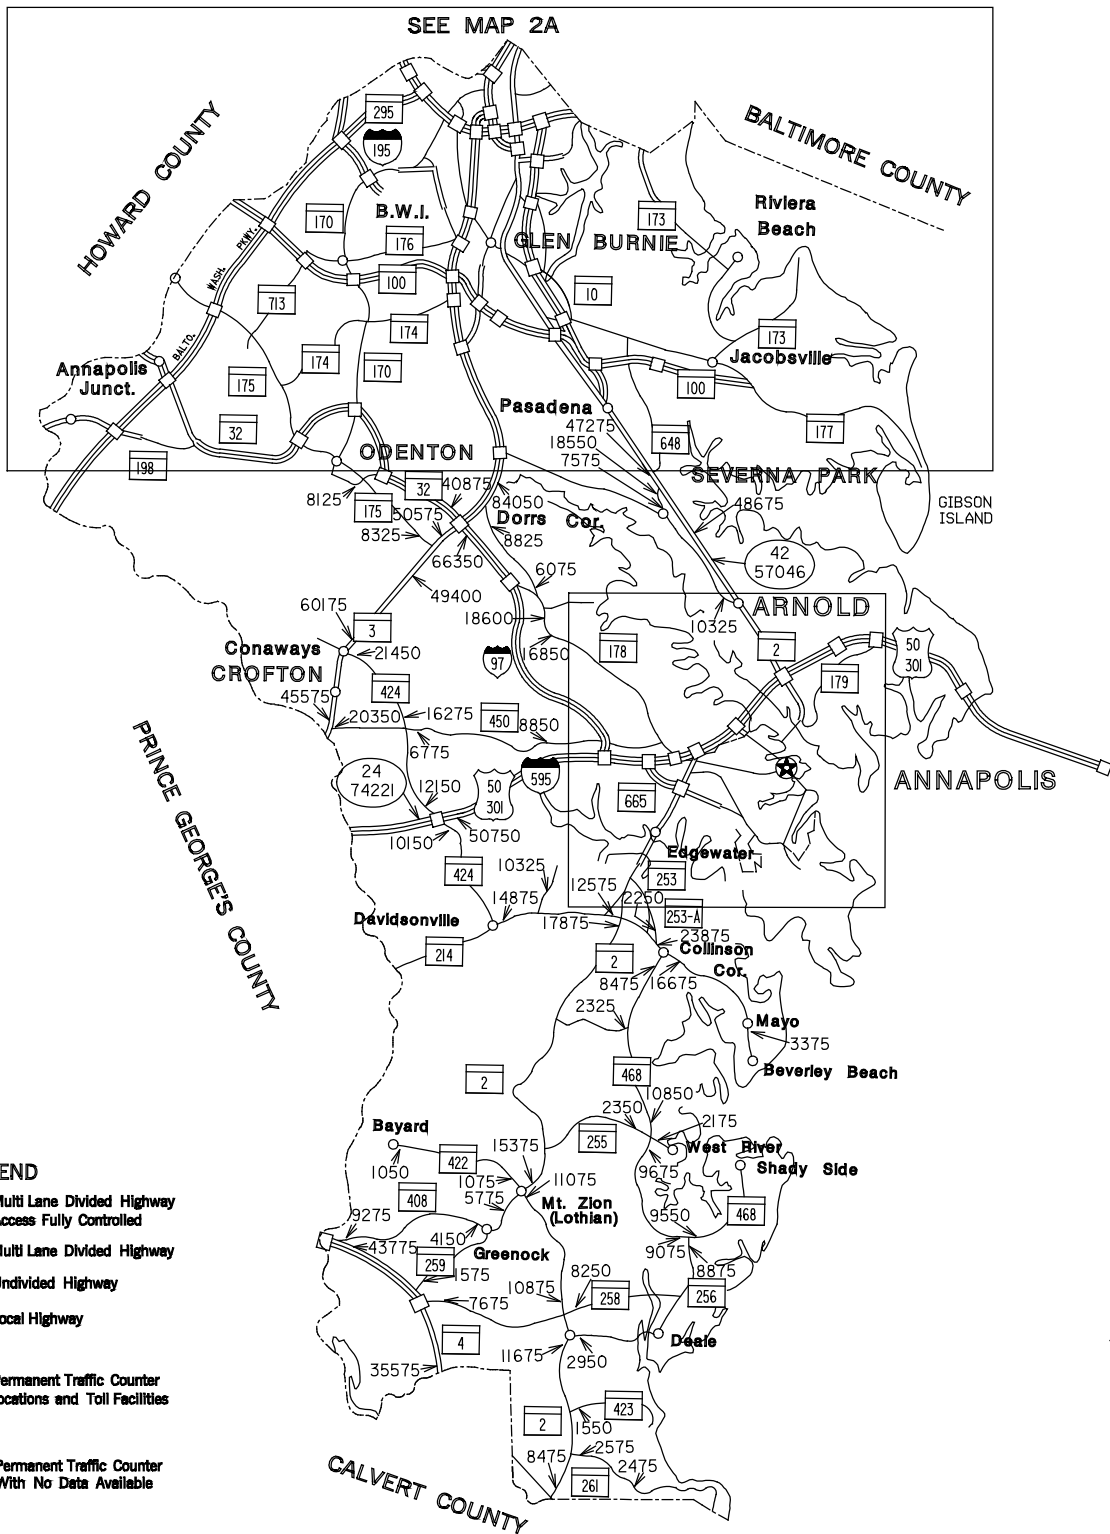 SEE MAP 2A
HOWARD COUNTY
BALTIMORE COUNTY
295
195
B.W.I.
170
176
173
Riviera
Beach
GLEN BURNIE
WASH.
PKWY.
BALTO.
100
10
713
174
173
Jacobsville
174
170
Annapolis
Junct.
175
100
Pasadena
47275
18550
7575
177
648
32
ODENTON
198
SEVERNA PARK
GIBSON
ISLAND
32
40875
8125
175
50575
84050
8325
Dorrs Cor.
8825
48675
42
57046
66350
6075
49400
60175
3
18600
10325
ARNOLD
16850
178
2
50
301
Conaways
21450
CROFTON
97
424
179
45575
20350
16275
450
8850
6775
PRINCE GEORGE'S COUNTY
24
74221
12150
50
301
595
665
ANNAPOLIS
10150
50750
Edgewater
424
10325
253
14875
12575
2250
253-A
Davidsonville
17875
23875
214
2
Collinson
Cor.
8475
16675
2325
Mayo
3375
468
Beverley Beach
2
10850
2350
2175
Bayard
15375
255
West River
1050
422
1075
11075
9675
Shady Side
408
5775
Mt. Zion
(Lothian)
9275
4150
9550
468
43775
Greenock
9075
259
1575
8875
10875
8250
7675
258
256
4
Deale
35575
11675
2950
423
2
1550
8475
2575
2475
261
CALVERT COUNTY
END
Multi Lane Divided Highway
Access Fully Controlled
Multi Lane Divided Highway
Undivided Highway
Local Highway
Permanent Traffic Counter
Locations and Toll Facilities
Permanent Traffic Counter
With No Data Available